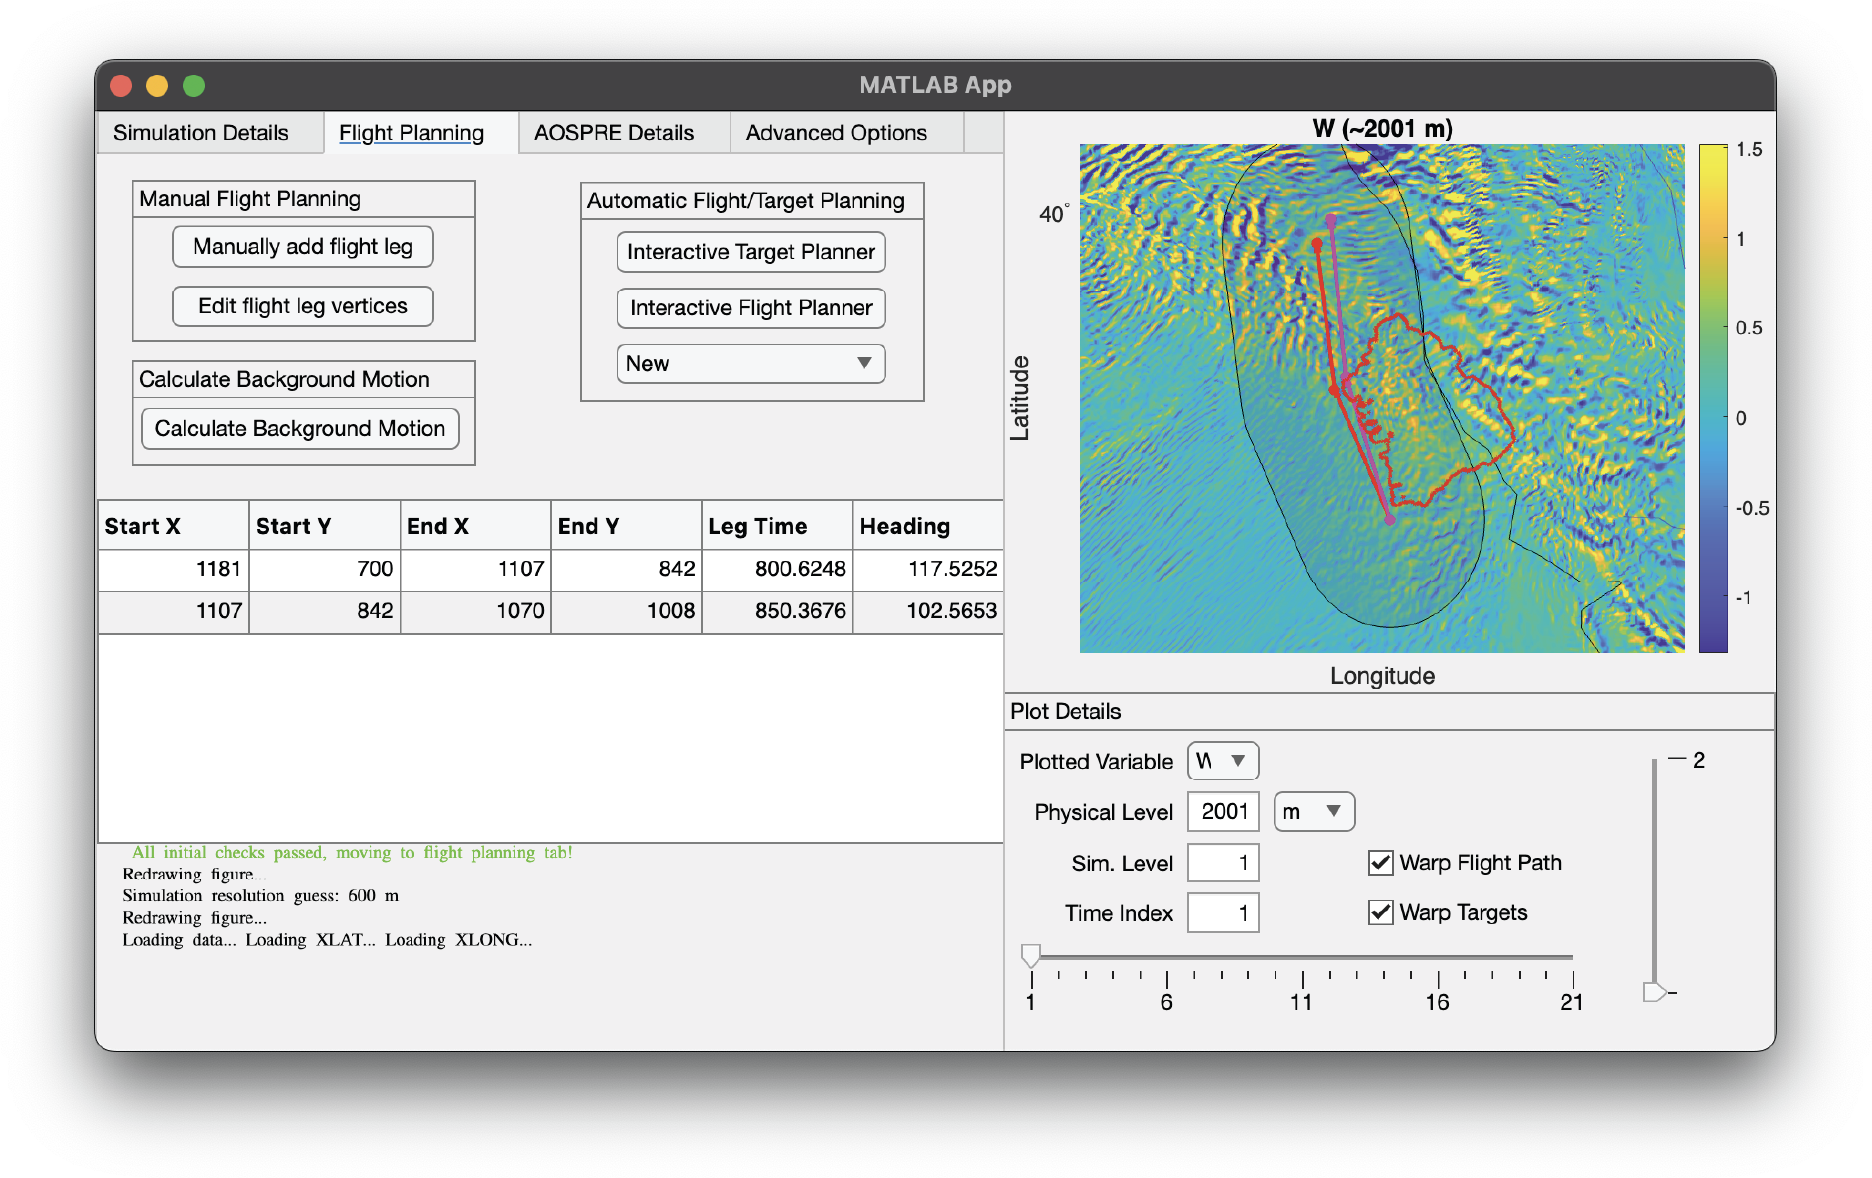 MATLAB App
Simulation Details
Flight Planning
AOSPRE Details
Advanced Options
Manual Flight Planning
Manually add flight leg
Edit flight leg vertices
Calculate Background Motion
Calculate Background Motion
Automatic Flight/Target Planning
Interactive Target Planner
Interactive Flight Planner
New
Start X Start Y End X End Y Leg Time Heading
1181 700 1107 842 800.6248 117.5252
1107 842 1070 1008 850.3676 102.5653
All initial checks passed, moving to flight planning tab!
Redrawing figure...
Simulation resolution guess: 600 m
Redrawing figure...
Loading data... Loading XLAT... Loading XLONG...
W (~2001 m)
40°
Latitude
Longitude
1.5
1
0.5
0
-0.5
-1
Plot Details
Plotted Variable W
Physical Level 2001 m
Sim. Level 1
Warp Flight Path
Time Index 1
Warp Targets
1 6 11 16 21
2